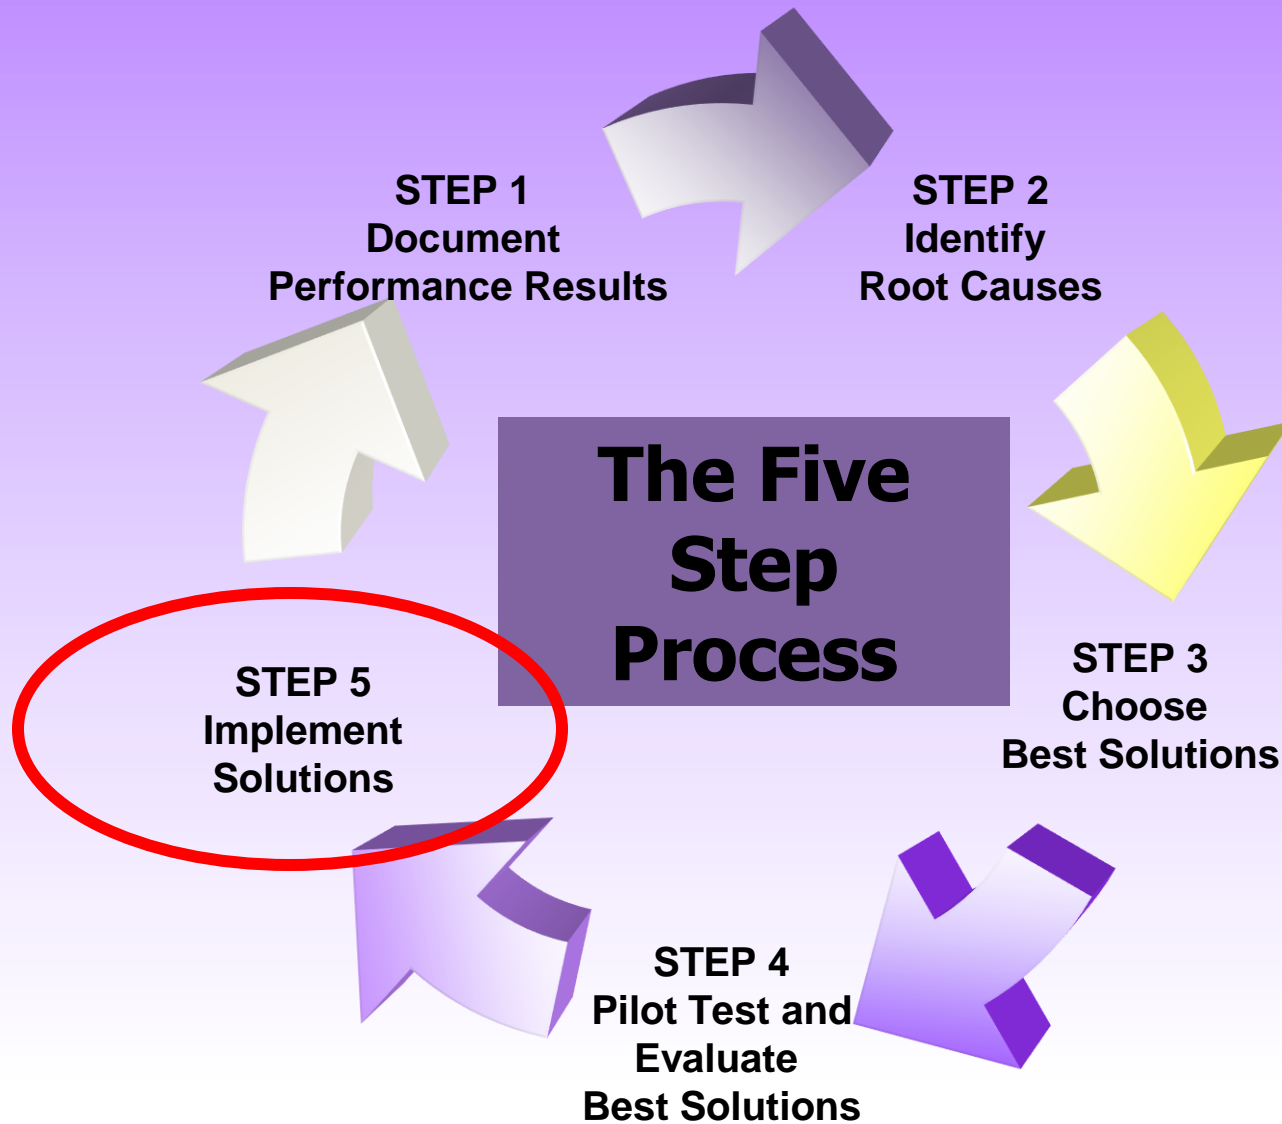 STEP 1
Document
Performance Results
STEP 2
Identify
Root Causes
The Five
Step
Process
STEP 3
Choose
Best Solutions
STEP 4
Pilot Test and
Evaluate
Best Solutions
STEP 5
Implement
Solutions